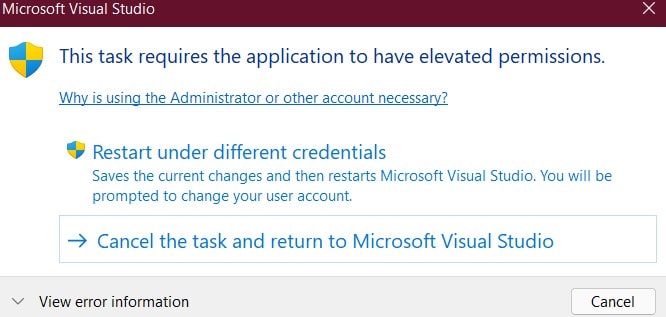 Microsoft Visual Studio
This task requires the application to have elevated permissions.
Why is using the Administrator or other account necessary?
Restart under different credentials
Saves the current changes and then restarts Microsoft Visual Studio. You will be
prompted to change your user account.
Cancel the task and return to Microsoft Visual Studio
View error information
Cancel